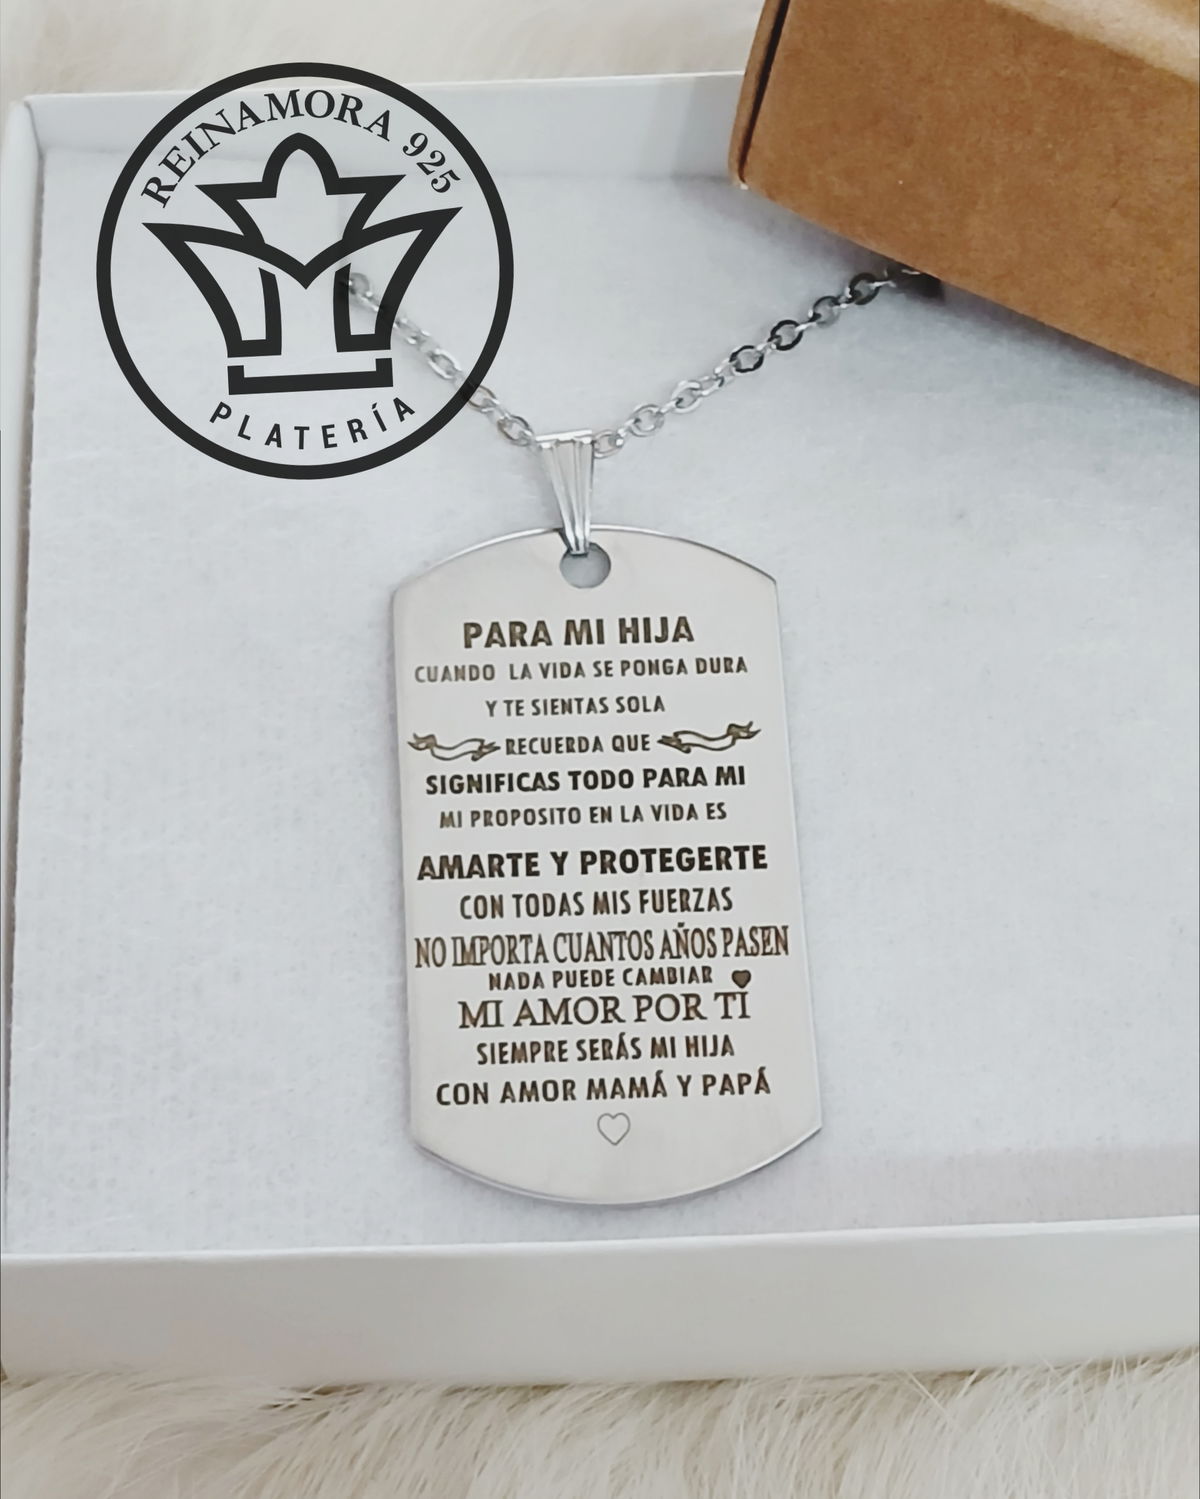 REINAMORA 925
PLATERÍA
PARA MI HIJA
CUANDO LA VIDA SE PONGA DURA
Y TE SIENTAS SOLA
RECUERDA QUE
SIGNIFICAS TODO PARA MI
MI PROPOSITO EN LA VIDA ES
AMARTE Y PROTEGERTE
CON TODAS MIS FUERZAS
NO IMPORTA CUANTOS AÑOS PASEN
NADA PUEDE CAMBIAR
MI AMOR POR TÍ
SIEMPRE SERÁS MI HIJA
CON AMOR MAMÁ Y PAPÁ